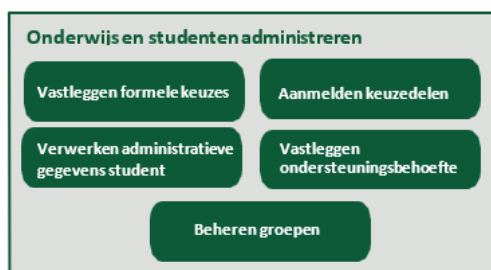 Onderwijs en studenten administreren
Vastleggen formele keuzes
Aanmelden keuzedelen
Verwerken administratieve
gegevens student
Vastleggen
ondersteuningsbehoefte
Beheren groepen